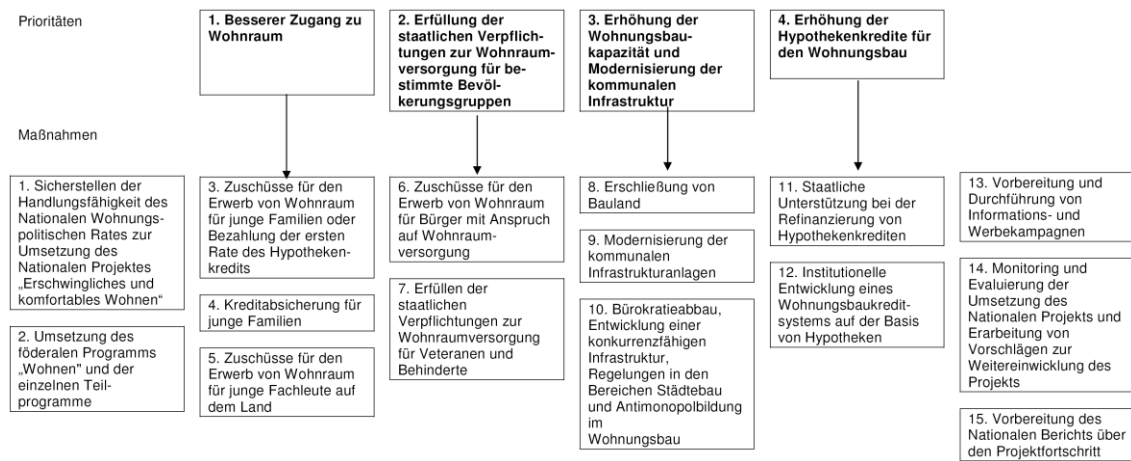 Prioritäten
1. Besserer Zugang zu
Wohnraum
2. Erfüllung der
staatlichen Verpflich-
tungen zur Wohnraum-
versorgung für be-
stimmte Bevöl-
kerungsgruppen
3. Erhöhung der
Wohnungsbau-
kapazität und
Modernisierung der
kommunalen
Infrastruktur
4. Erhöhung der
Hypothekenkredite für
den Wohnungsbau
Maßnahmen
1. Sicherstellen der
Handlungsfähigkeit des
Nationalen Wohnungs-
politischen Rates zur
Umsetzung des
Nationalen Projektes
„Erschwingliches und
komfortables Wohnen“
2. Umsetzung des
föderalen Programms
„Wohnen" und der
einzelnen Teil-
programme
3. Zuschüsse für den
Erwerb von Wohnraum
für junge Familien oder
Bezahlung der ersten
Rate des Hypotheken-
kredits
4. Kreditabsicherung für
junge Familien
5. Zuschüsse für den
Erwerb von Wohnraum
für junge Fachleute auf
dem Land
6. Zuschüsse für den
Erwerb von Wohnraum
für Bürger mit Anspruch
auf Wohnraum-
versorgung
7. Erfüllen der
staatlichen
Verpflichtungen zur
Wohnraumversorgung
für Veteranen und
Behinderte
8. Erschließung von
Bauland
9. Modernisierung der
kommunalen
Infrastrukturanlagen
10. Bürokratieabbau,
Entwicklung einer
konkurrenzfähigen
Infrastruktur,
Regelungen in den
Bereichen Städtebau
und Antimonopolbildung
im
Wohnungsbau
11. Staatliche
Unterstützung bei der
Refinanzierung von
Hypothekenkrediten
12. Institutionelle
Entwicklung eines
Wohnungsbaukredit-
systems auf der Basis
von Hypotheken
13. Vorbereitung und
Durchführung von
Informations- und
Werbekampagnen
14. Monitoring und
Evaluierung der
Umsetzung des
Nationalen Projekts und
Erarbeitung von
Vorschlägen zur
Weitereinwicklung des
Projekts
15. Vorbereitung des
Nationalen Berichts über
den Projektfortschritt